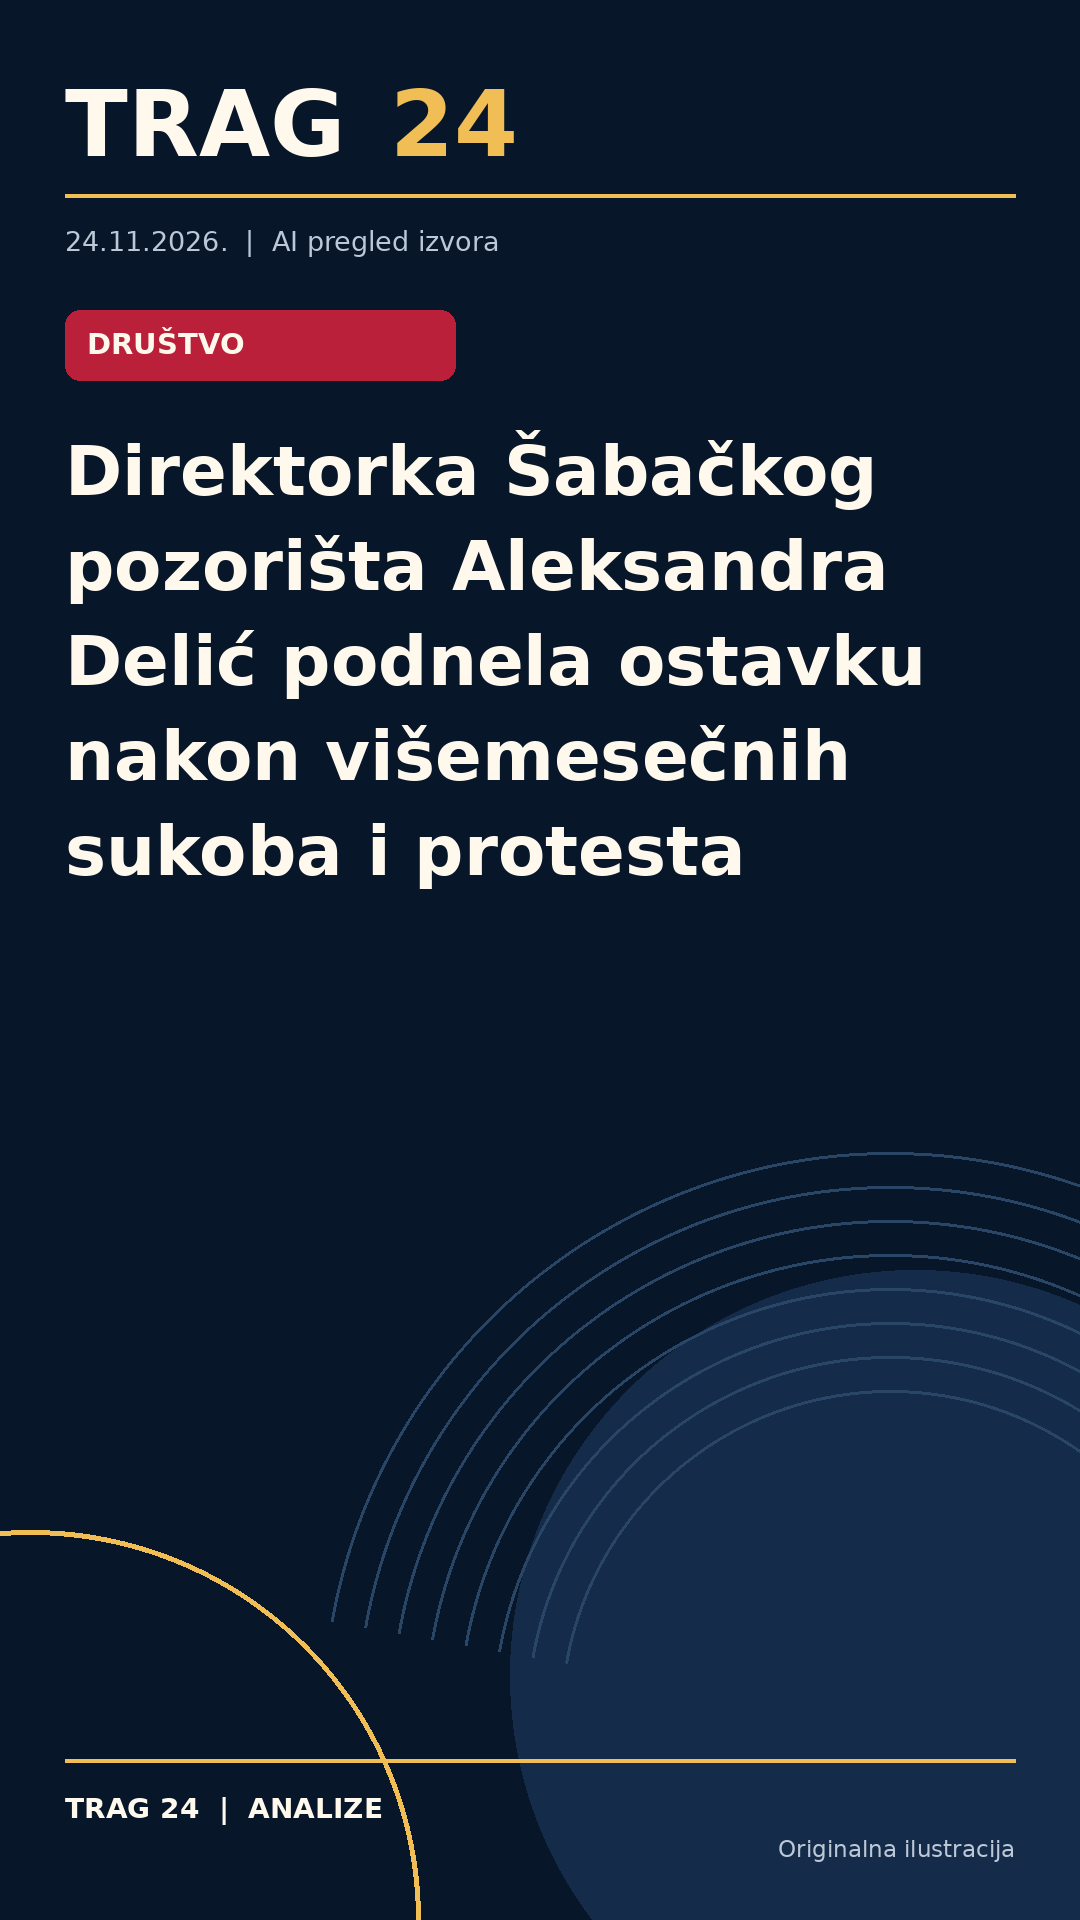 TRAG 24
24.11.2026. | AI pregled izvora
DRUŠTVO
Direktorka Šabačkog
pozorišta Aleksandra
Delić podnela ostavku
nakon višemesečnih
sukoba i protesta
TRAG 24 | ANALIZE
Originalna ilustracija